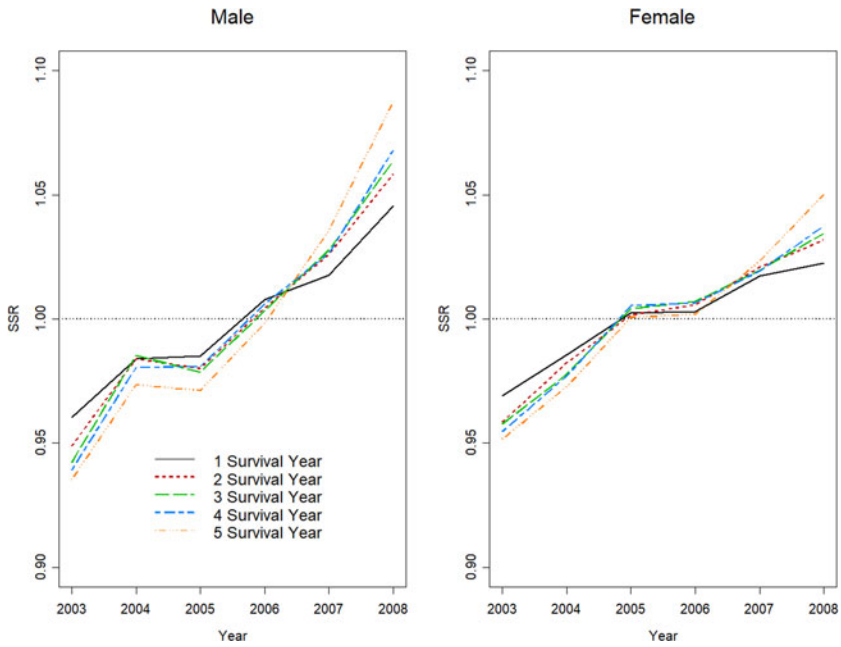 Male
SSR
1.10
1.05
1.00
0.95
0.90
1 Survival Year
2 Survival Year
3 Survival Year
4 Survival Year
5 Survival Year
2003 2004 2005 2006 2007 2008
Year
Female
SSR
1.10
1.05
1.00
0.95
0.90
2003 2004 2005 2006 2007 2008
Year